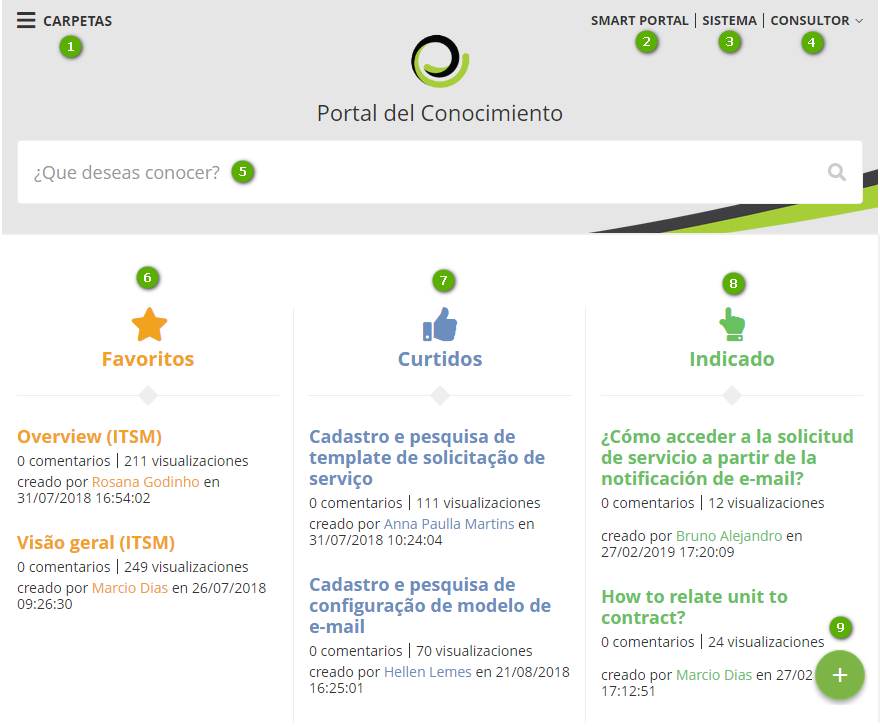 CARPETAS
SMART PORTAL | SISTEMA | CONSULTOR
1
2
3
4
Portal del Conocimiento
¿Que deseas conocer?
5
6
Favoritos
Overview (ITSM)
0 comentarios | 211 visualizaciones
creado por Rosana Godinho en
31/07/2018 16:54:02
Visão geral (ITSM)
0 comentarios | 249 visualizaciones
creado por Marcio Dias en 26/07/2018
09:26:30
7
Curtidos
Cadastro e pesquisa de
template de solicitação de
serviço
0 comentarios | 111 visualizaciones
creado por Anna Paulla Martins en
31/07/2018 10:24:04
Cadastro e pesquisa de
configuração de modelo de
e-mail
0 comentarios | 70 visualizaciones
creado por Hellen Lemes en 21/08/2018
16:25:01
8
Indicado
¿Cómo acceder a la solicitud
de servicio a partir de la
notificación de e-mail?
0 comentarios | 12 visualizaciones
creado por Bruno Alejandro en
27/02/2019 17:20:09
How to relate unit to
contract?
0 comentarios | 24 visualizaciones
creado por Marcio Dias en 27/02
17:12:51
9
+